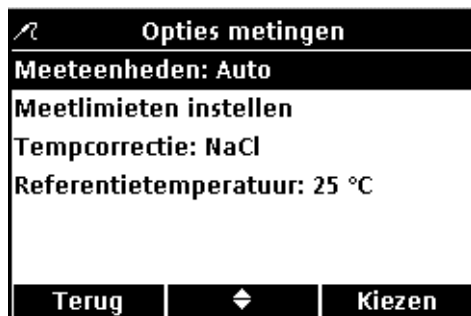 Opties metingen
Meeteenheden: Auto
Meetlimieten instellen
Tempcorrectie: NaCl
Referentietemperatuur: 25 °C
Terug Kiezen